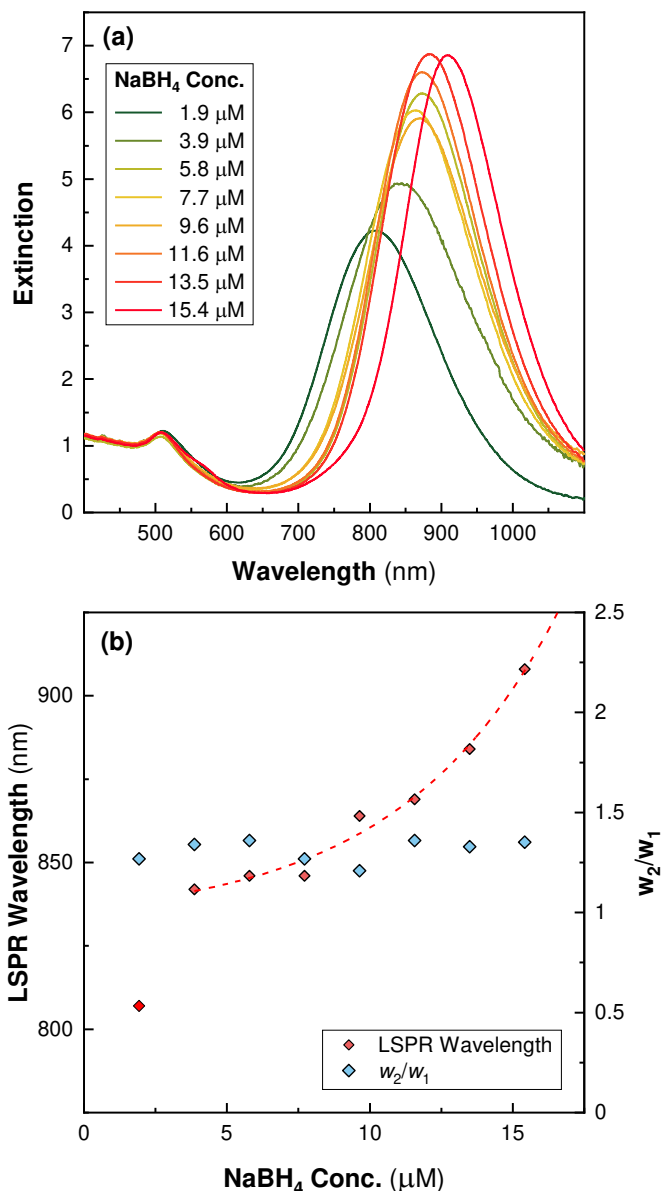 (a)
NaBH₄ Conc.
1.9 μM
3.9 μM
5.8 μM
7.7 μM
9.6 μM
11.6 μM
13.5 μM
15.4 μM
7
6
5
4
3
2
1
0
Extinction
500 600 700 800 900 1000
Wavelength (nm)
(b)
900
850
800
LSPR Wavelength (nm)
2.5
2
1.5
1
0.5
0
w₂/w₁
LSPR Wavelength
w₂/w₁
0 5 10 15
NaBH₄ Conc. (μM)